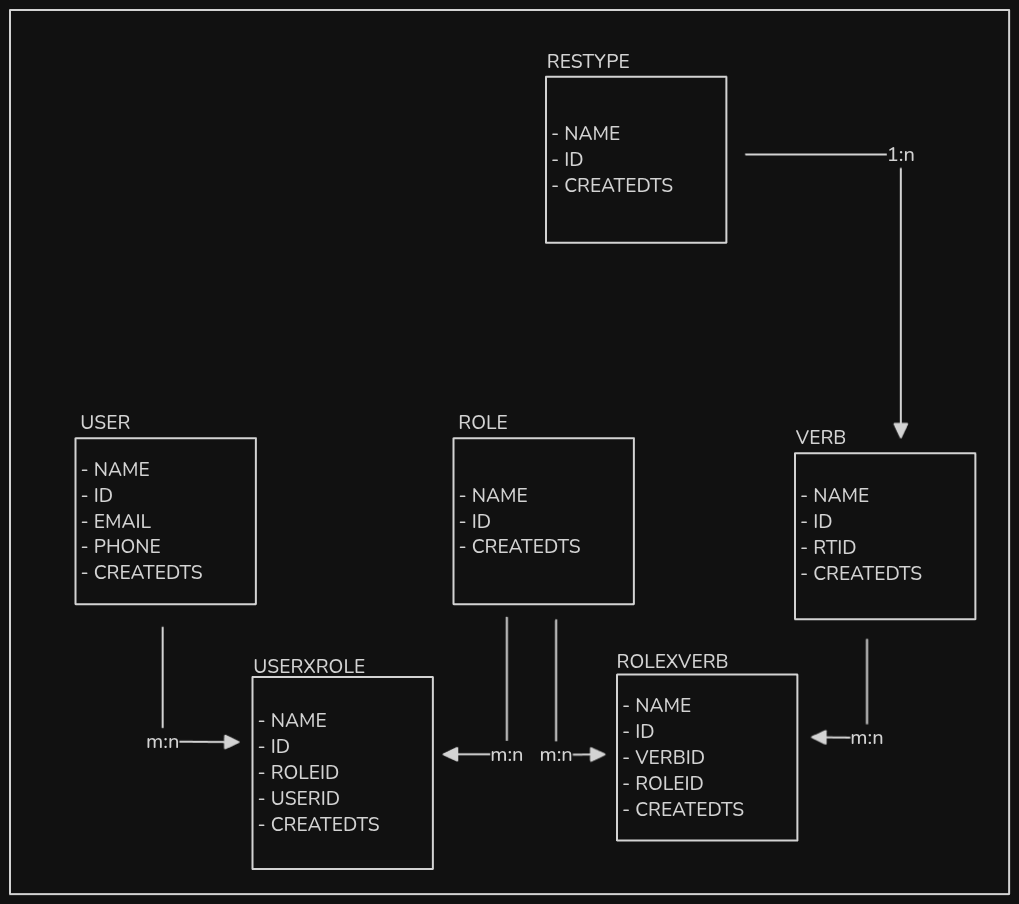 RESTYPE
- NAME
- ID
- CREATEDTS
1:n
USER
- NAME
- ID
- EMAIL
- PHONE
- CREATEDTS
ROLE
- NAME
- ID
- CREATEDTS
VERB
- NAME
- ID
- RTID
- CREATEDTS
m:n
USERXROLE
- NAME
- ID
- ROLEID
- USERID
- CREATEDTS
m:n
m:n
ROLEXVERB
- NAME
- ID
- VERBID
- ROLEID
- CREATEDTS
m:n